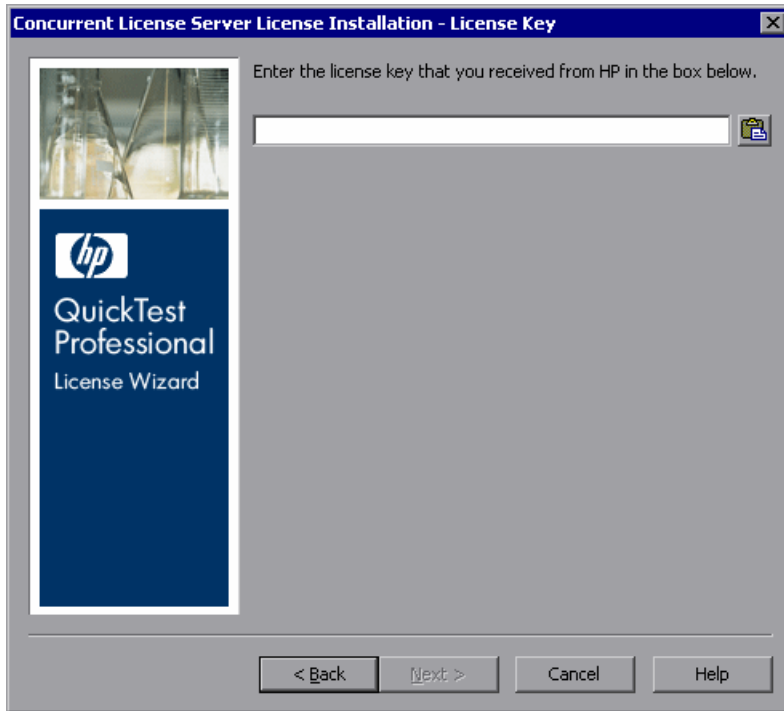 Concurrent License Server License Installation - License Key
Enter the license key that you received from HP in the box below.
hp
QuickTest
Professional
License Wizard
< Back
Next >
Cancel
Help